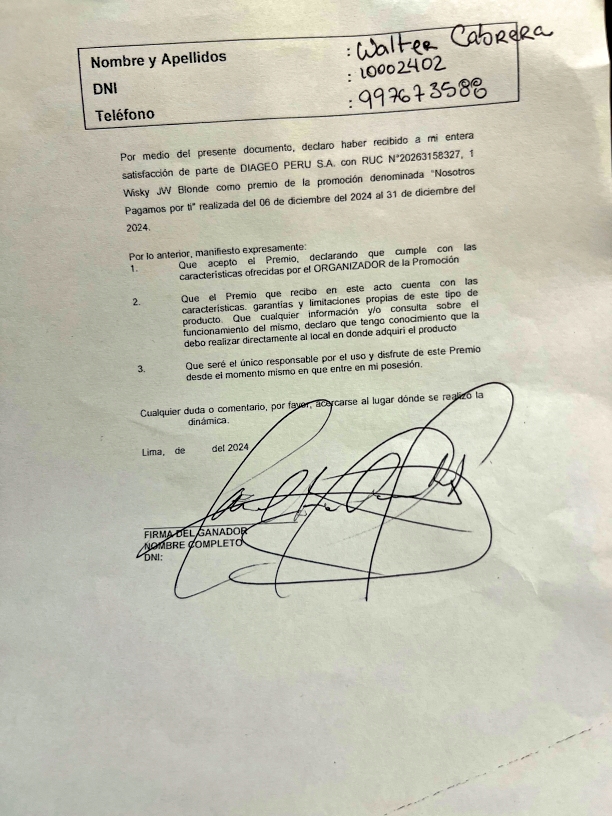 Nombre y Apellidos : Walter Cabrera
DNI : 10002402
Teléfono : 997673588
Por medio del presente documento, declaro haber recibido a mi entera
satisfacción de parte de DIAGEO PERU S.A. con RUC N°20263158327, 1
Wisky JW Blonde como premio de la promoción denominada "Nosotros
Pagamos por ti" realizada del 06 de diciembre del 2024 al 31 de diciembre del
2024.
Por lo anterior, manifiesto expresamente:
1. Que acepto el Premio, declarando que cumple con las
características ofrecidas por el ORGANIZADOR de la Promoción
2. Que el Premio que recibo en este acto cuenta con las
características. garantías y limitaciones propias de este tipo de
producto. Que cualquier información y/o consulta sobre el
funcionamiento del mismo, declaro que tengo conocimiento que la
debo realizar directamente al local en donde adquirí el producto
3. Que seré el único responsable por el uso y disfrute de este Premio
desde el momento mismo en que entre en mi posesión.
Cualquier duda o comentario, por favor, acercarse al lugar dónde se realizó la
dinámica.
Lima, de del 2024
FIRMA DEL GANADOR
NOMBRE COMPLETO
DNI: